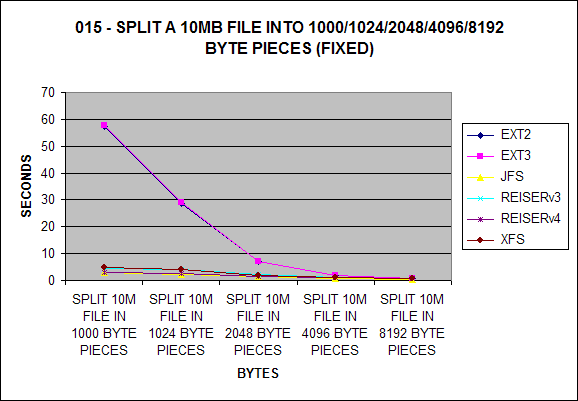 015 - SPLIT A 10MB FILE INTO 1000/1024/2048/4096/8192
BYTE PIECES (FIXED)
70
60
50
40
30
20
10
0
SECONDS
SPLIT 10M
FILE IN
1000 BYTE
PIECES
SPLIT 10M
FILE IN
1024 BYTE
PIECES
SPLIT 10M
FILE IN
2048 BYTE
PIECES
SPLIT 10M
FILE IN
4096 BYTE
PIECES
SPLIT 10M
FILE IN
8192 BYTE
PIECES
BYTES
EXT2
EXT3
JFS
REISERv3
REISERv4
XFS